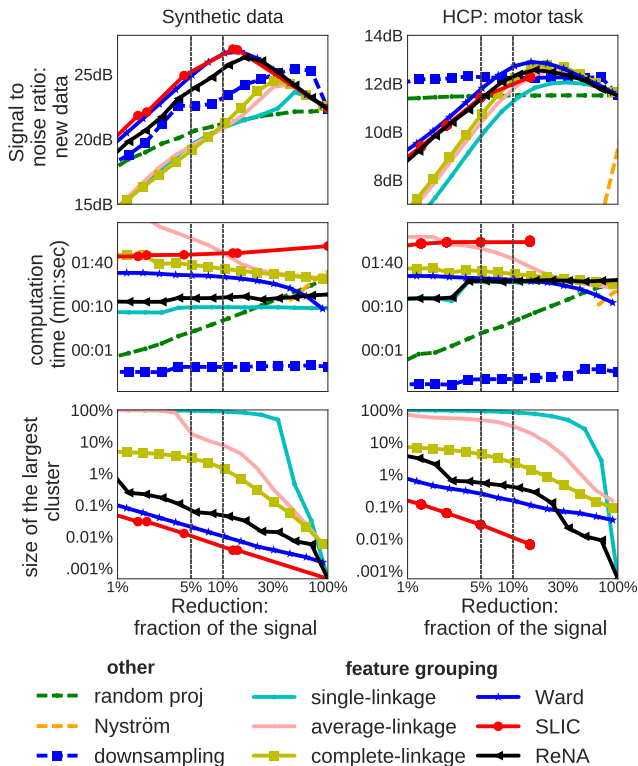 Synthetic data
HCP: motor task
Signal to
noise ratio:
new data
25dB
20dB
15dB
14dB
12dB
10dB
8dB
computation
time (min:sec)
01:40
00:10
00:01
01:40
00:10
00:01
size of the largest
cluster
100%
10%
1%
0.1%
0.01%
.001%
100%
10%
1%
0.1%
0.01%
.001%
1% 5% 10% 30% 100%
1% 5% 10% 30% 100%
Reduction:
fraction of the signal
Reduction:
fraction of the signal
other
feature grouping
random proj
single-linkage
Ward
Nyström
average-linkage
SLIC
downsampling
complete-linkage
ReNA